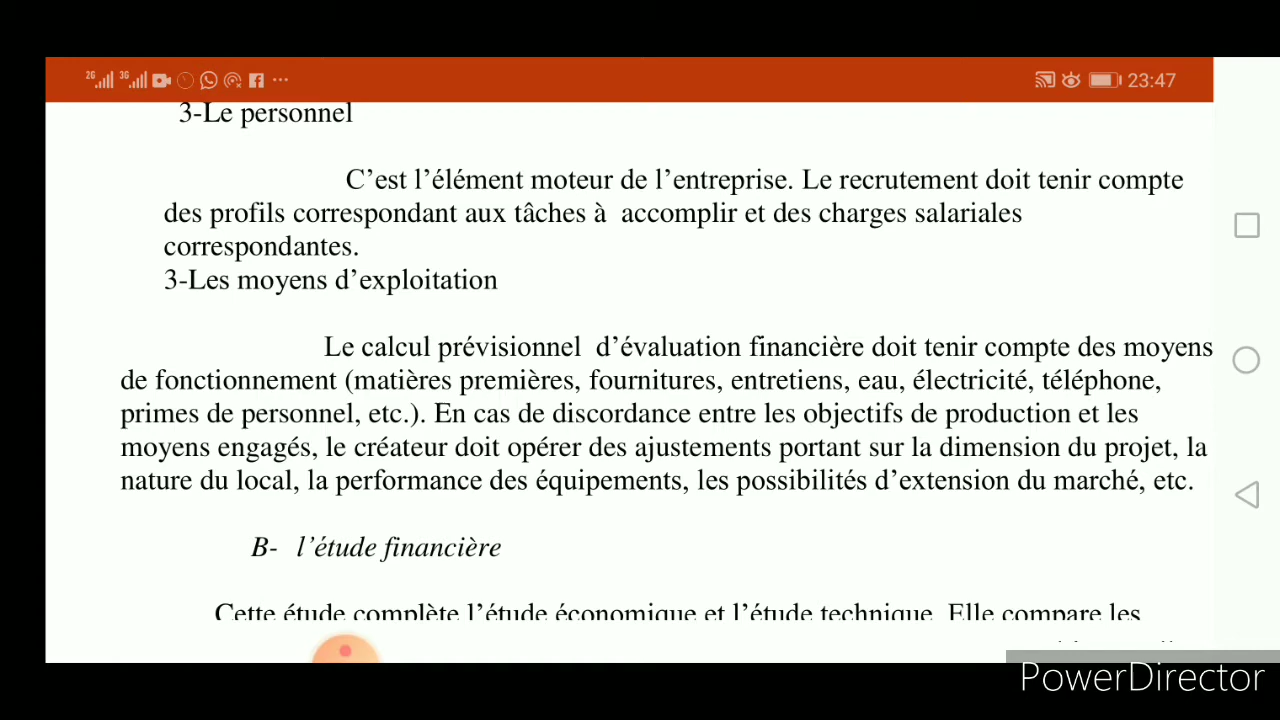 2G 3G 23:47
3-Le personnel
C’est l’élément moteur de l’entreprise. Le recrutement doit tenir compte
des profils correspondant aux tâches à accomplir et des charges salariales
correspondantes.
3-Les moyens d’exploitation
Le calcul prévisionnel d’évaluation financière doit tenir compte des moyens
de fonctionnement (matières premières, fournitures, entretiens, eau, électricité, téléphone,
primes de personnel, etc.). En cas de discordance entre les objectifs de production et les
moyens engagés, le créateur doit opérer des ajustements portant sur la dimension du projet, la
nature du local, la performance des équipements, les possibilités d’extension du marché, etc.
B- l’étude financière
Cette étude complète l’étude économique et l’étude technique. Elle compare les
PowerDirector